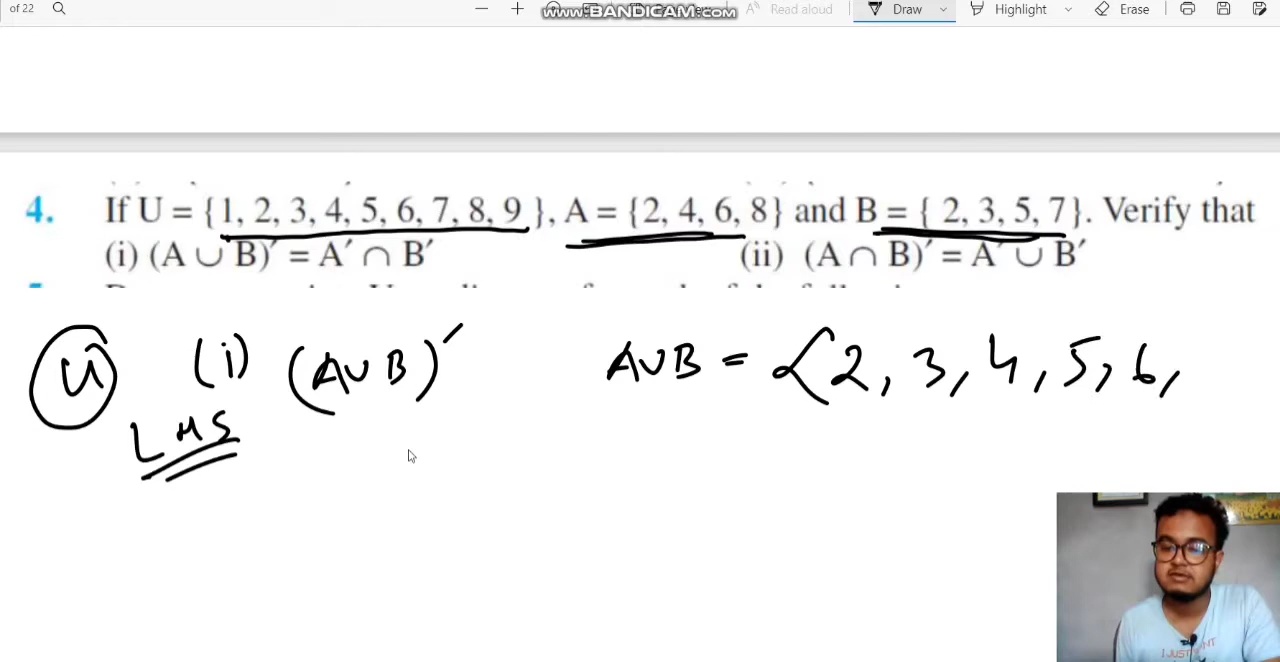 of 22 www.BANDICAM.com Read aloud Draw Highlight Erase
4. If U = {1, 2, 3, 4, 5, 6, 7, 8, 9 }, A = {2, 4, 6, 8} and B = { 2, 3, 5, 7}. Verify that
(i) (A ∪ B)′ = A′ ∩ B′ (ii) (A ∩ B)′ = A′ ∪ B′
U (i) (A∪B)′ A∪B = {2, 3, 4, 5, 6,
LHS